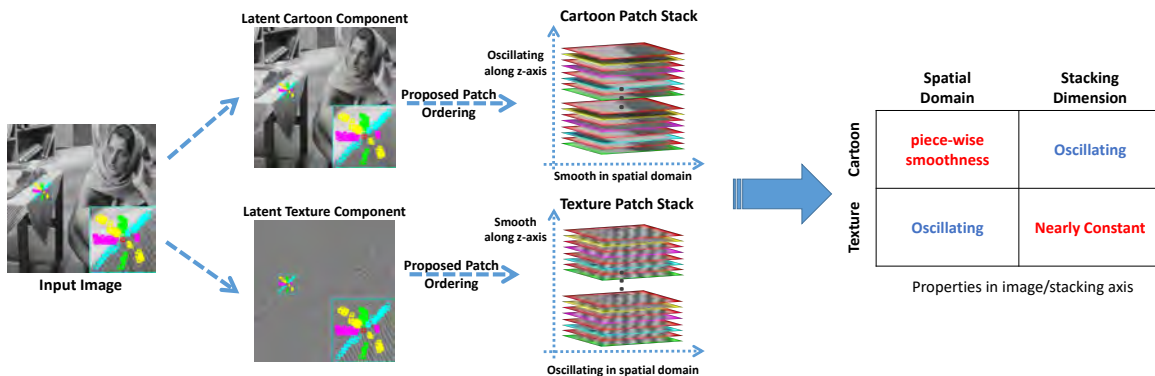 Input Image
Latent Cartoon Component
Latent Texture Component
Proposed Patch
Ordering
Proposed Patch
Ordering
Cartoon Patch Stack
Oscillating
along z-axis
Smooth in spatial domain
Texture Patch Stack
Smooth
along z-axis
Oscillating in spatial domain
Spatial
Domain
Stacking
Dimension
Cartoon
piece-wise
smoothness
Oscillating
Texture
Oscillating
Nearly Constant
Properties in image/stacking axis